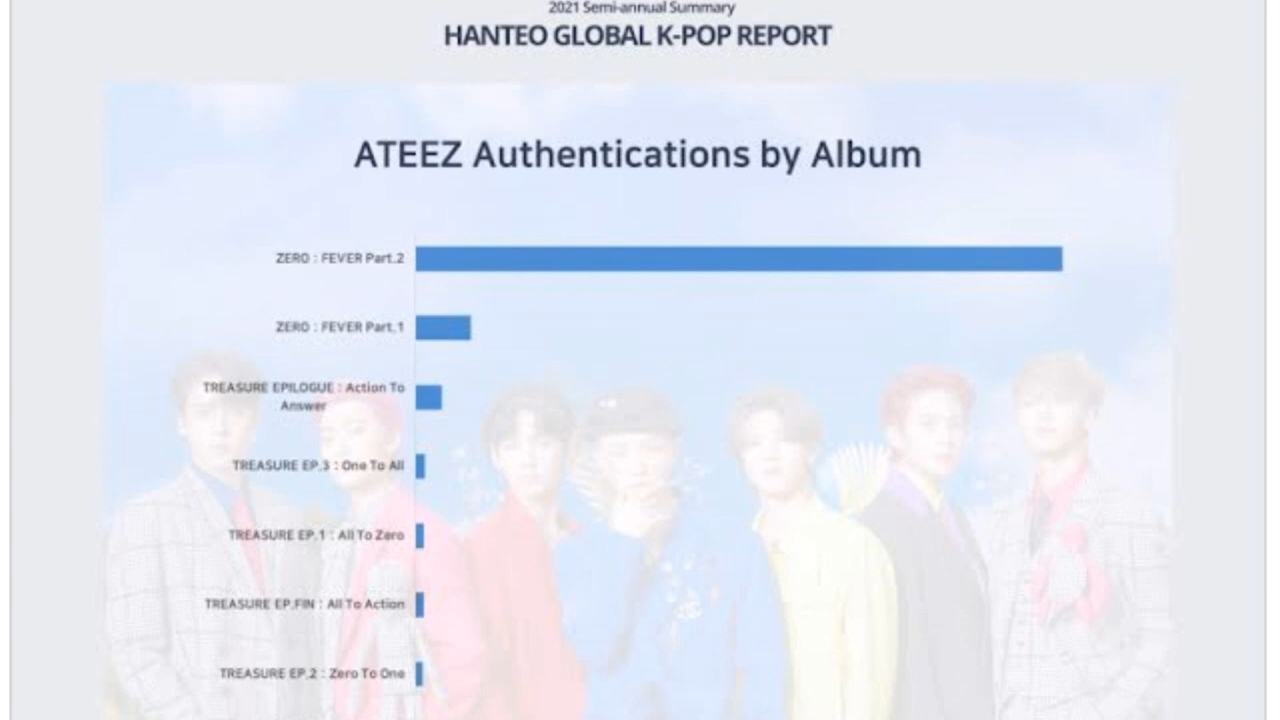 2021 Semi-annual Summary
HANTEO GLOBAL K-POP REPORT
ATEEZ Authentications by Album
ZERO : FEVER Part.2
ZERO : FEVER Part.1
TREASURE EPILOGUE : Action To
Answer
TREASURE EP.3 : One To All
TREASURE EP.1 : All To Zero
TREASURE EP.FIN : All To Action
TREASURE EP.2 : Zero To One